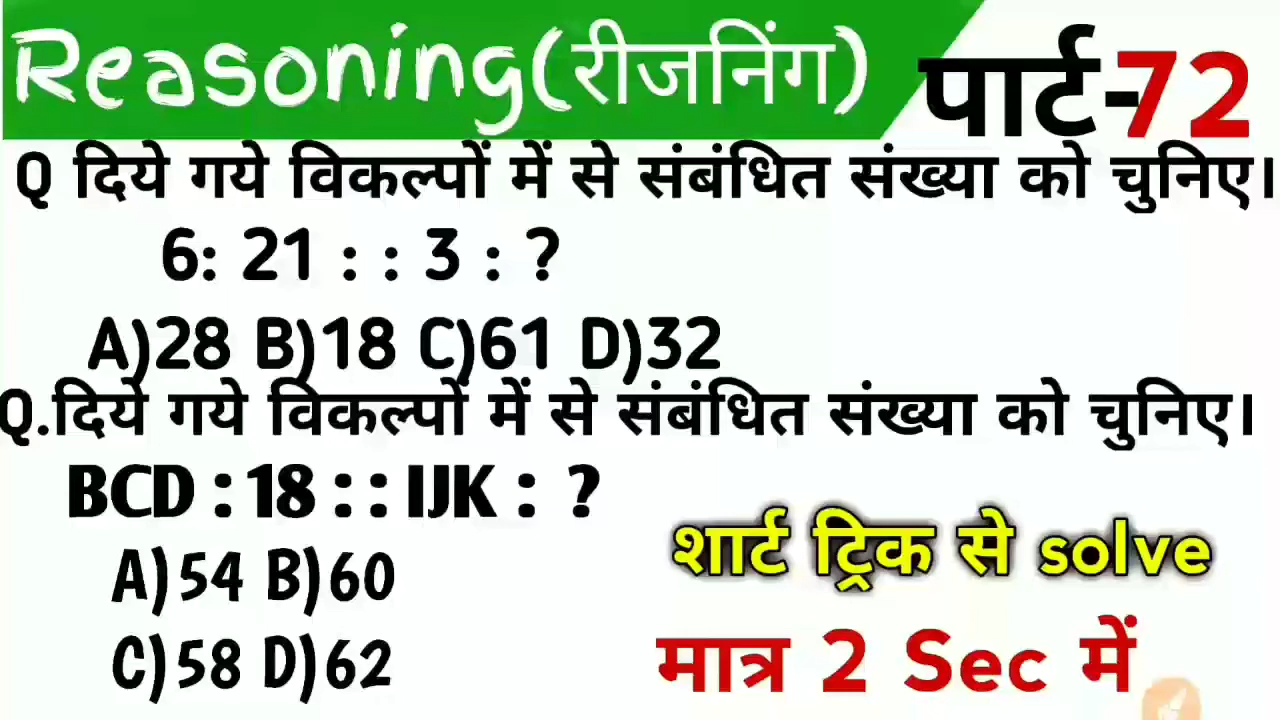 Reasoning(रीजनिंग) पार्ट-72
Q दिये गये विकल्पों में से संबंधित संख्या को चुनिए।
6: 21 : : 3 : ?
A)28 B)18 C)61 D)32
Q.दिये गये विकल्पों में से संबंधित संख्या को चुनिए।
BCD : 18 : : IJK : ?
A)54 B)60
C)58 D)62
शार्ट ट्रिक से solve
मात्र 2 Sec में